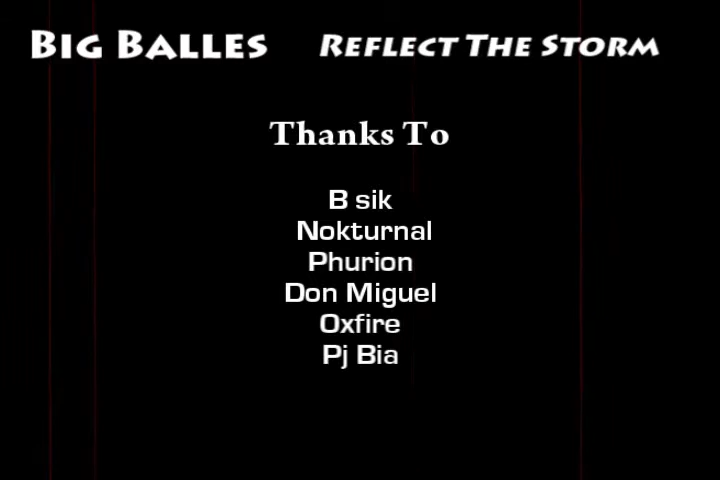 Big Balles Reflect The Storm
Thanks To
B sik
Nokturnal
Phurion
Don Miguel
Oxfire
Pj Bia